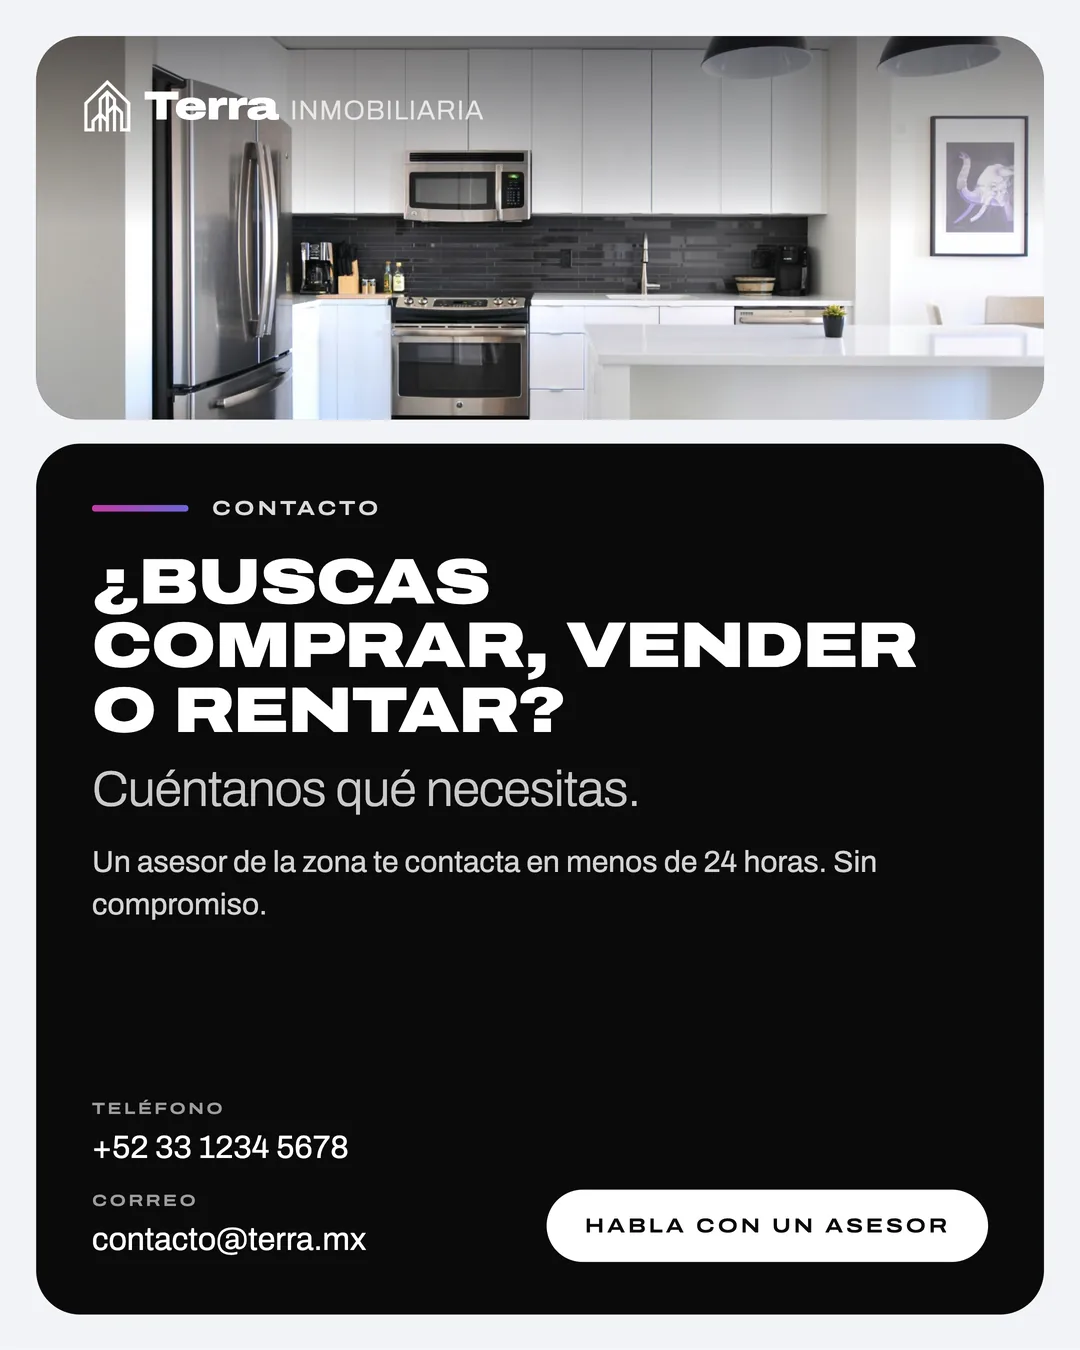 Terra INMOBILIARIA
CONTACTO
¿BUSCAS
COMPRAR, VENDER
O RENTAR?
Cuéntanos qué necesitas.
Un asesor de la zona te contacta en menos de 24 horas. Sin
compromiso.
TELÉFONO
+52 33 1234 5678
CORREO
contacto@terra.mx
HABLA CON UN ASESOR